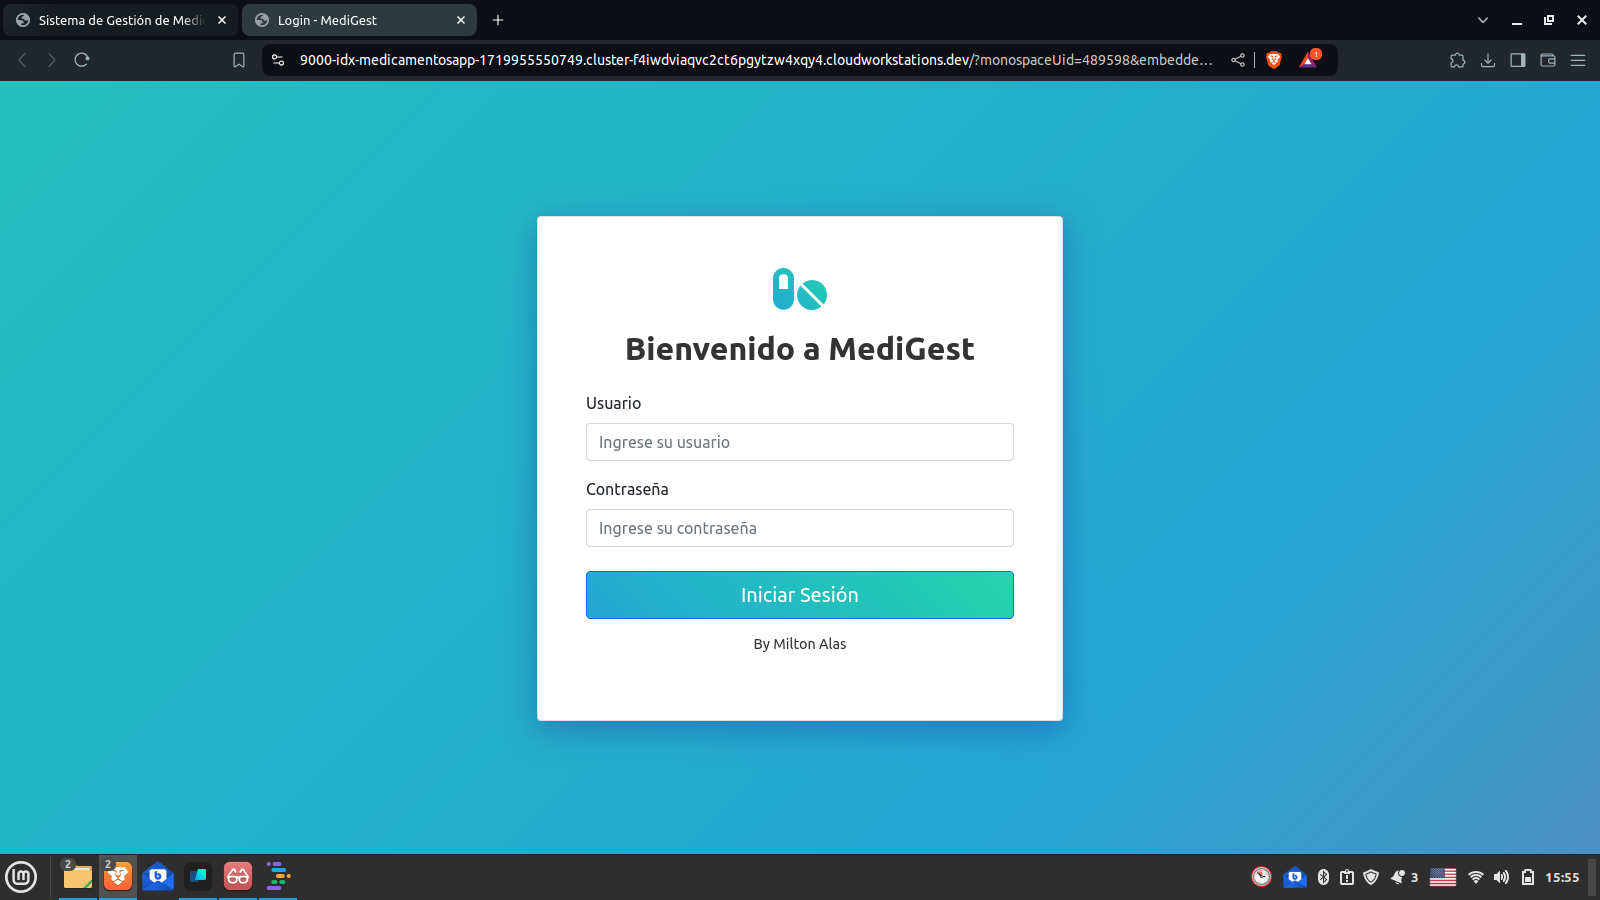 Sistema de Gestión de Medi
Login - MediGest
9000-idx-medicamentosapp-1719955550749.cluster-f4iwdviaqvc2ct6pgytzw4xqy4.cloudworkstations.dev/?monospaceUid=489598&embedde...
1
Bienvenido a MediGest
Usuario
Ingrese su usuario
Contraseña
Ingrese su contraseña
Iniciar Sesión
By Milton Alas
2
2
3
15:55